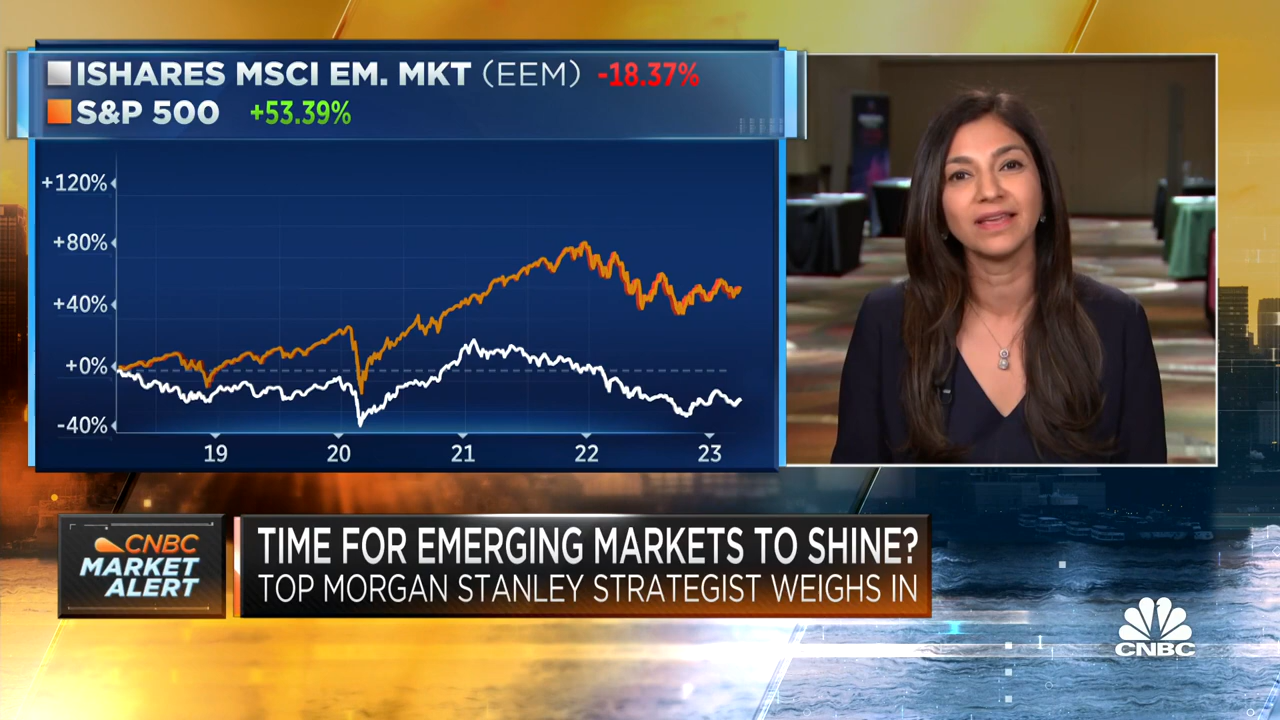 ISHARES MSCI EM. MKT (EEM) -18.37%
S&P 500 +53.39%
+120%
+80%
+40%
+0%
-40%
19 20 21 22 23
CNBC
MARKET
ALERT
TIME FOR EMERGING MARKETS TO SHINE?
TOP MORGAN STANLEY STRATEGIST WEIGHS IN
CNBC